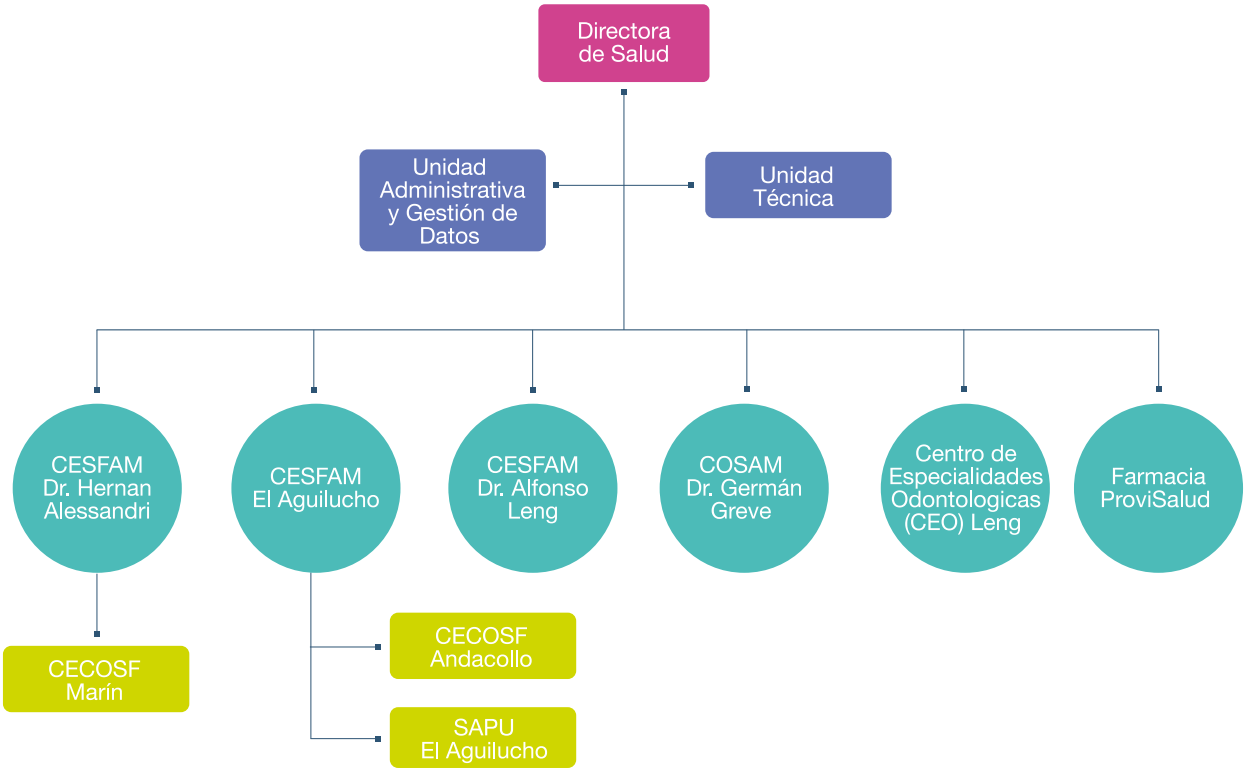 Directora
de Salud
Unidad
Administrativa
y Gestión de
Datos
Unidad
Técnica
CESFAM
Dr. Hernan
Alessandri
CESFAM
El Aguilucho
CESFAM
Dr. Alfonso
Leng
COSAM
Dr. Germán
Greve
Centro de
Especialidades
Odontologicas
(CEO) Leng
Farmacia
ProviSalud
CECOSF
Marín
CECOSF
Andacollo
SAPU
El Aguilucho